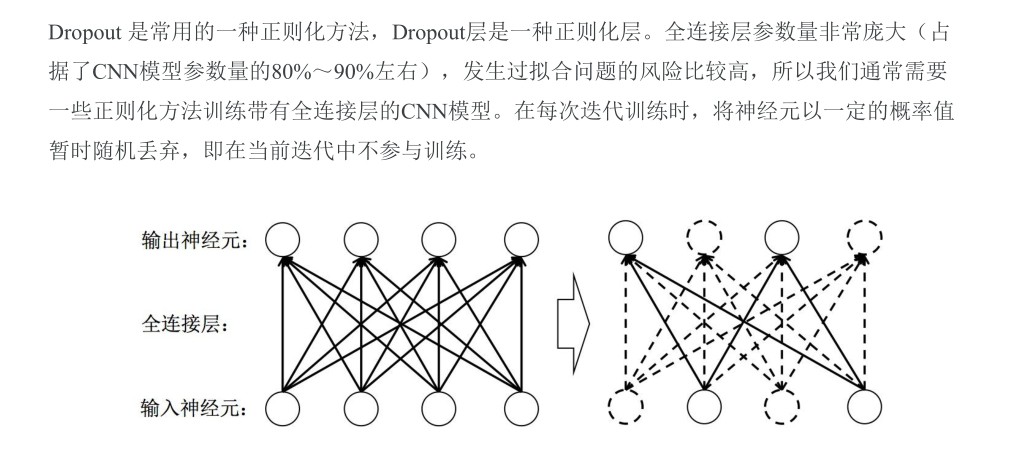 Dropout 是常用的一种正则化方法，Dropout层是一种正则化层。全连接层参数量非常庞大（占
据了CNN模型参数量的80%～90%左右），发生过拟合问题的风险比较高，所以我们通常需要
一些正则化方法训练带有全连接层的CNN模型。在每次迭代训练时，将神经元以一定的概率值
暂时随机丢弃，即在当前迭代中不参与训练。
输出神经元：
全连接层：
输入神经元：